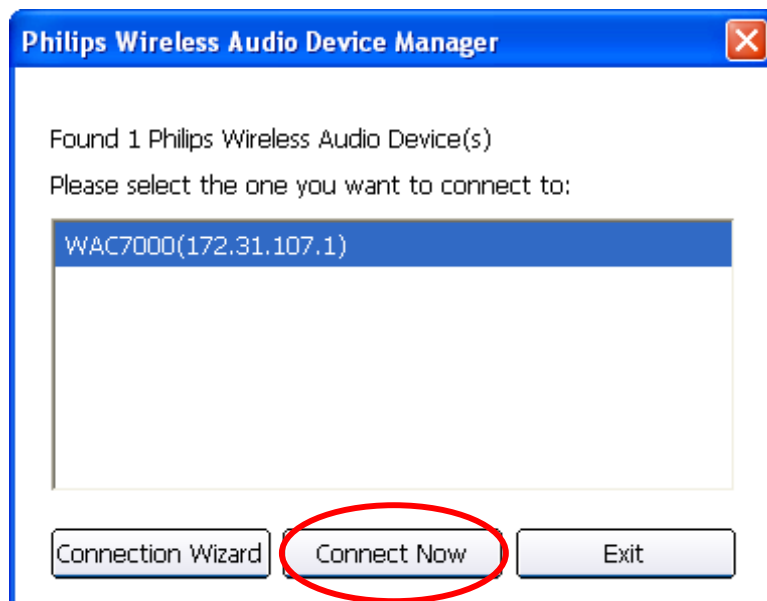 Philips Wireless Audio Device Manager
Found 1 Philips Wireless Audio Device(s)
Please select the one you want to connect to:
WAC7000(172.31.107.1)
Connection Wizard Connect Now Exit